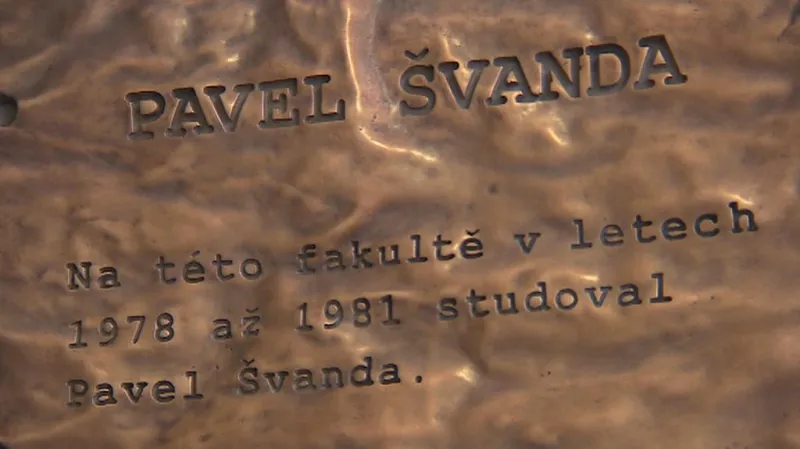 PAVEL ŠVANDA
Na této fakultě v letech
1978 až 1981 studoval
Pavel Švanda.